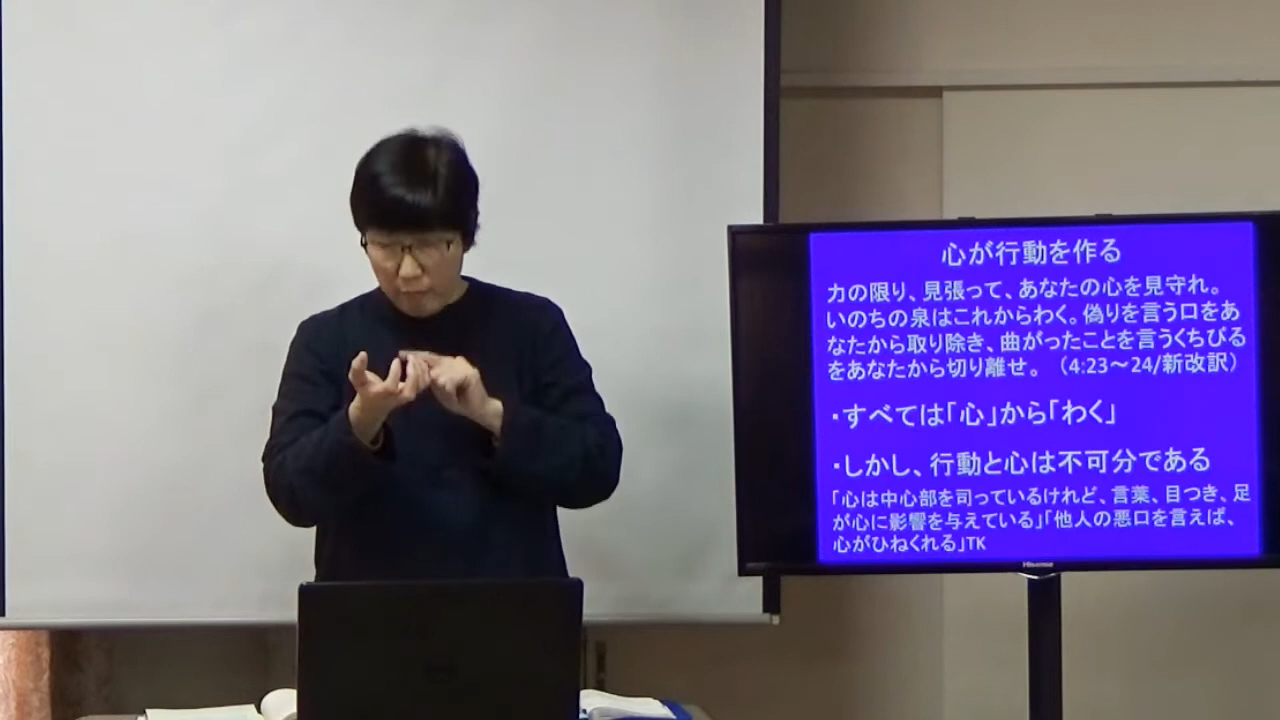 心が行動を作る
力の限り、見張って、あなたの心を見守れ。
いのちの泉はこれからわく。偽りを言う口をあ
なたから取り除き、曲がったことを言うくちびる
をあなたから切り離せ。（4:23～24/新改訳）
・すべては「心」から「わく」
・しかし、行動と心は不可分である
「心は中心部を司っているけれど、言葉、目つき、足
が心に影響を与えている」「他人の悪口を言えば、
心がひねくれる」TK
Hisense